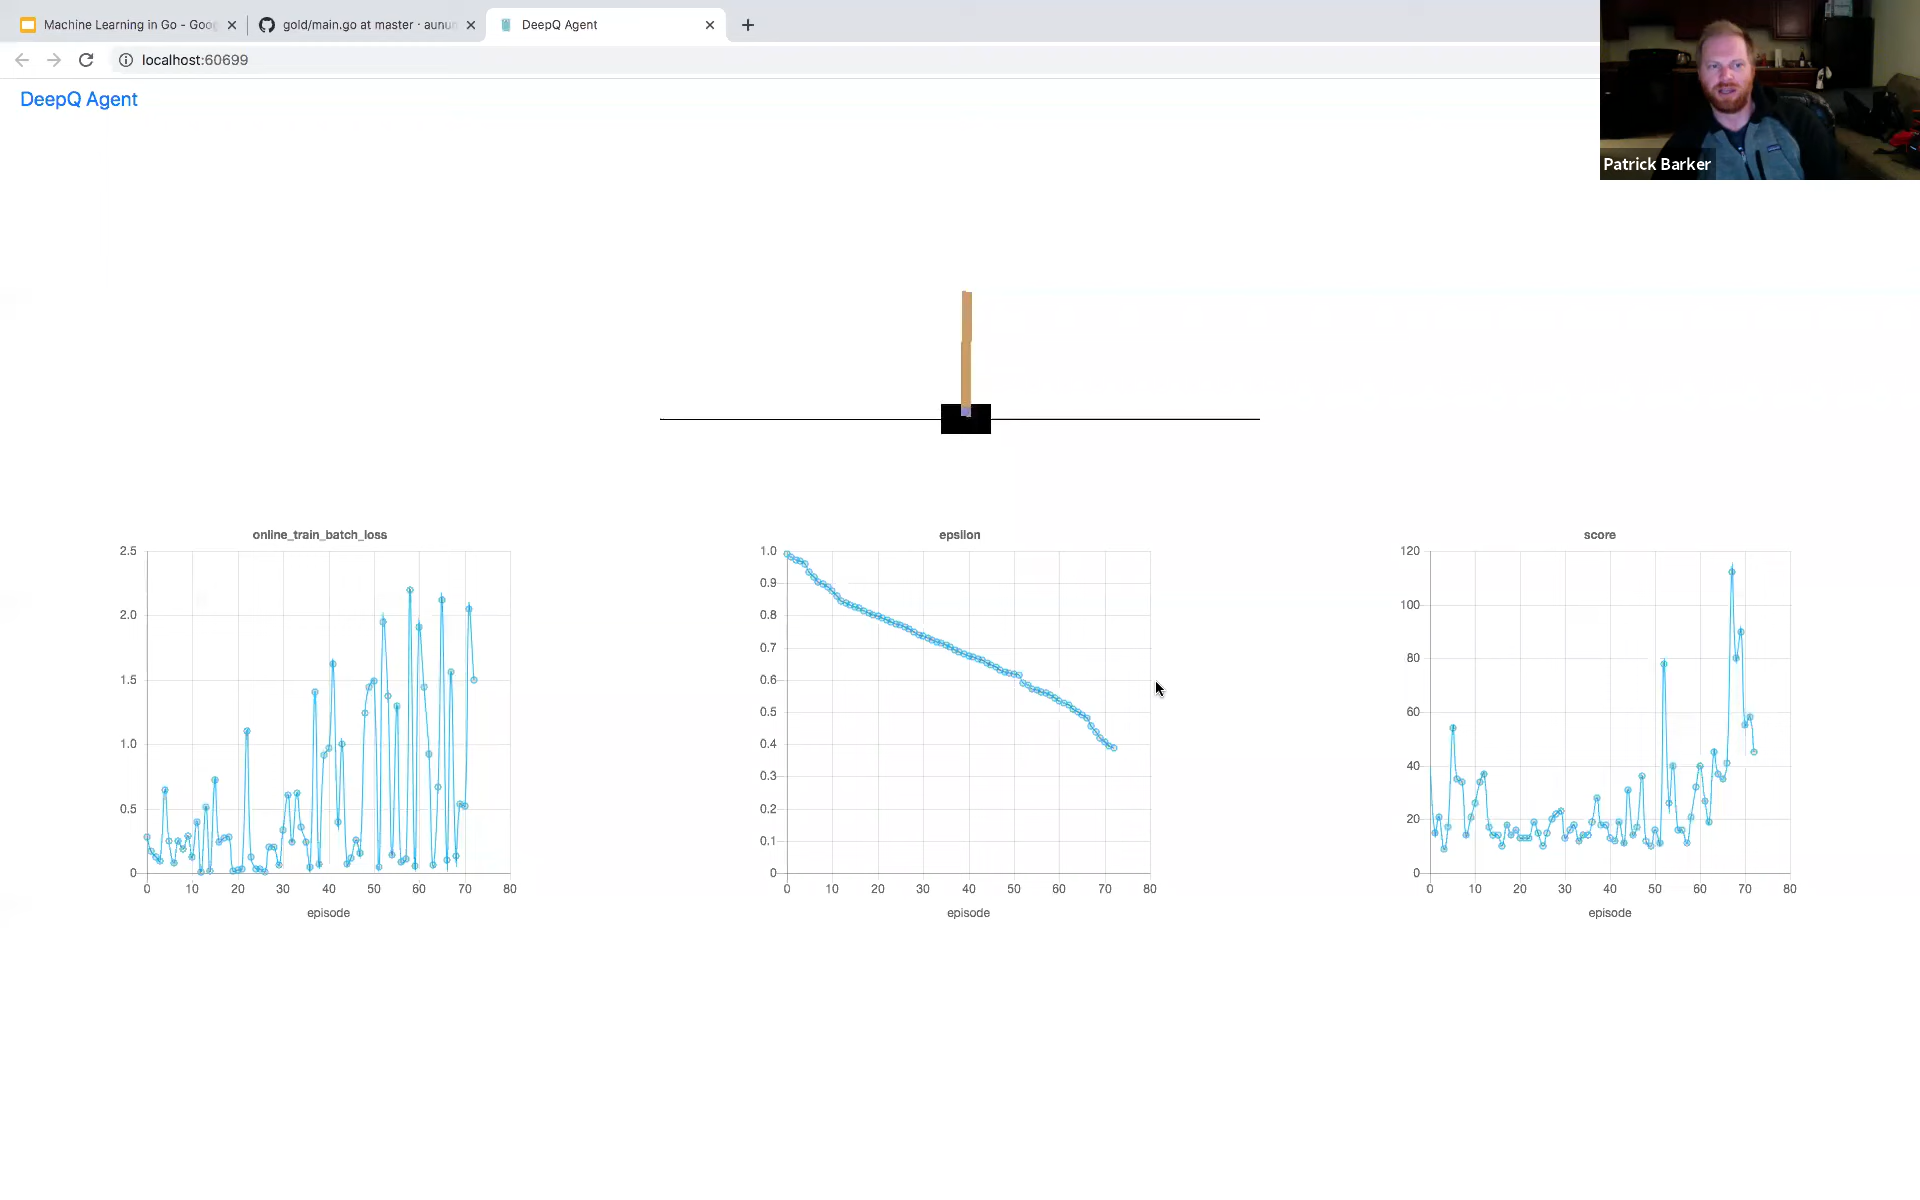 Machine Learning in Go - Goo
gold/main.go at master · aunu
DeepQ Agent
localhost:60699
DeepQ Agent
Patrick Barker
online_train_batch_loss
2.5
2.0
1.5
1.0
0.5
0
0 10 20 30 40 50 60 70 80
episode
epsilon
1.0
0.9
0.8
0.7
0.6
0.5
0.4
0.3
0.2
0.1
0
0 10 20 30 40 50 60 70 80
episode
score
120
100
80
60
40
20
0
0 10 20 30 40 50 60 70 80
episode